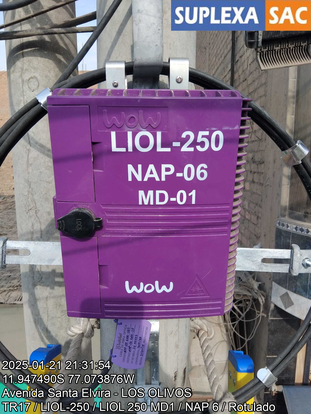 SUPLEXA SAC
WOW
LIOL-250
NAP-06
MD-01
WOW
2025-01-21 21:31:54
11.947490S 77.073876W
Avenida Santa Elvira - LOS OLIVOS
TR17 / LIOL-250 / LIOL 250 MD1 / NAP 6 / Rotulado